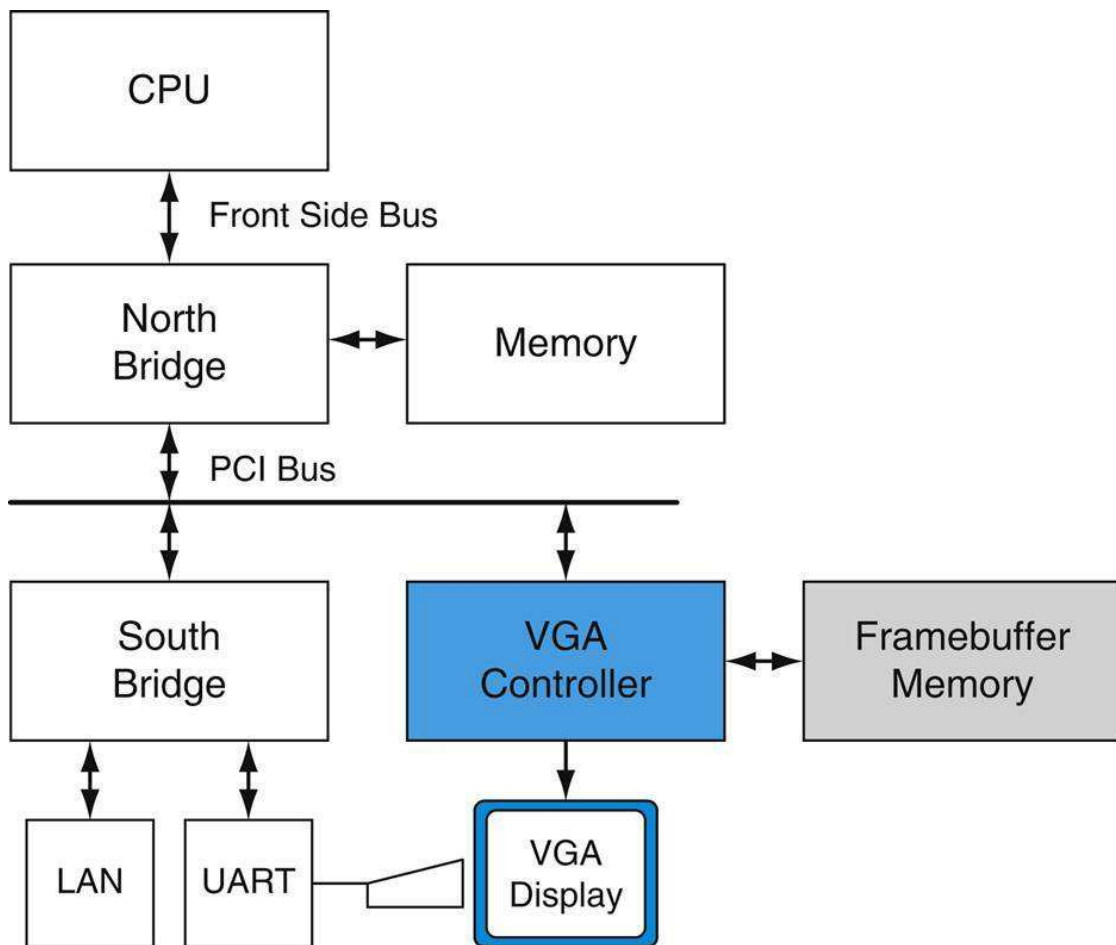 CPU
Front Side Bus
North
Bridge
Memory
PCI Bus
South
Bridge
VGA
Controller
Framebuffer
Memory
LAN
UART
VGA
Display